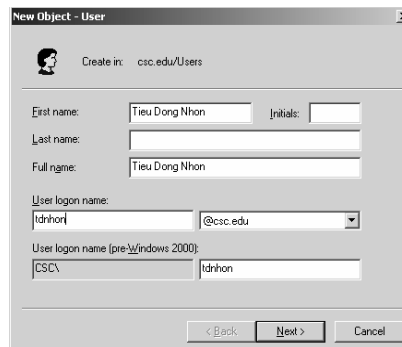 New Object - User
Create in: csc.edu/Users
First name: Tieu Dong Nhon Initials:
Last name:
Full name: Tieu Dong Nhon
User logon name:
tdnhon @csc.edu
User logon name (pre-Windows 2000):
CSC\ tdnhon
< Back Next > Cancel